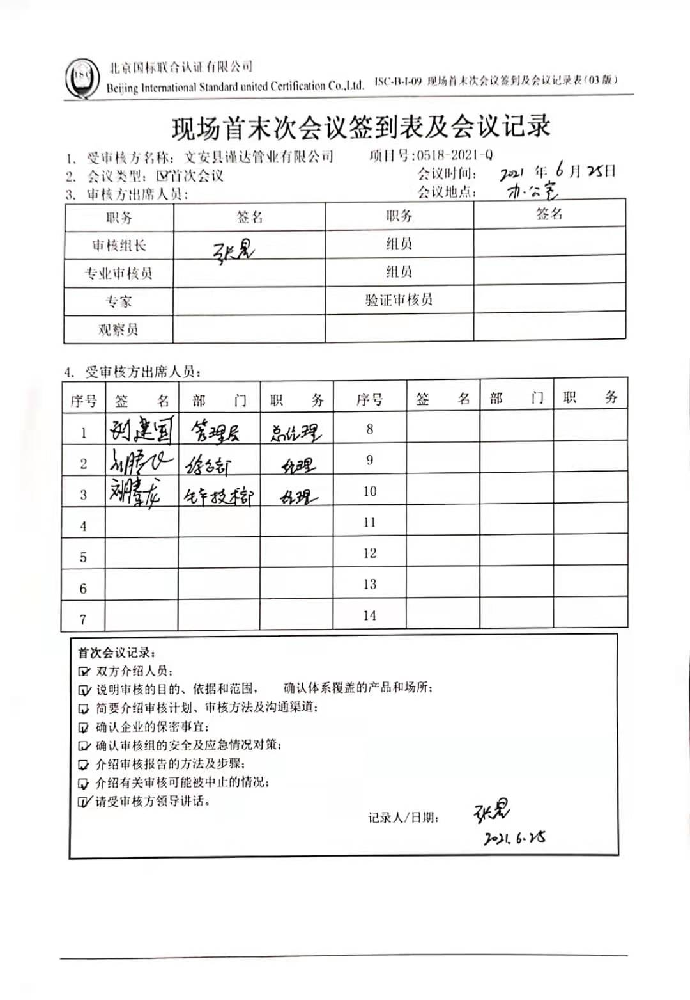 北京国标联合认证有限公司
Beijing International Standard united Certification Co.,Ltd. ISC-B-I-09 现场首末次会议签到及会议记录表(03版)
现场首末次会议签到表及会议记录
1. 受审核方名称: 文安县谨达管业有限公司 项目号:0518-2021-Q
2. 会议类型: ☑首次会议 会议时间: 2021 年 6 月 25日
3. 审核方出席人员: 会议地点: 办公室
职务 签名 职务 签名
审核组长 张昆 组员
专业审核员 组员
专家 验证审核员
观察员
4. 受审核方出席人员:
序号 签 名 部 门 职 务 序号 签 名 部 门 职 务
1 刘建国 管理层 总经理 8
2 刘腾飞 综合部 经理 9
3 刘腾龙 生产技术部 经理 10
4 11
5 12
6 13
7 14
首次会议记录:
☑ 双方介绍人员;
☑ 说明审核的目的、依据和范围, 确认体系覆盖的产品和场所;
☑ 简要介绍审核计划、审核方法及沟通渠道;
☑ 确认企业的保密事宜;
☑ 确认审核组的安全及应急情况对策;
☑ 介绍审核报告的方法及步骤;
☑ 介绍有关审核可能被中止的情况;
☑ 请受审核方领导讲话。
记录人/日期: 张昆
2021.6.25